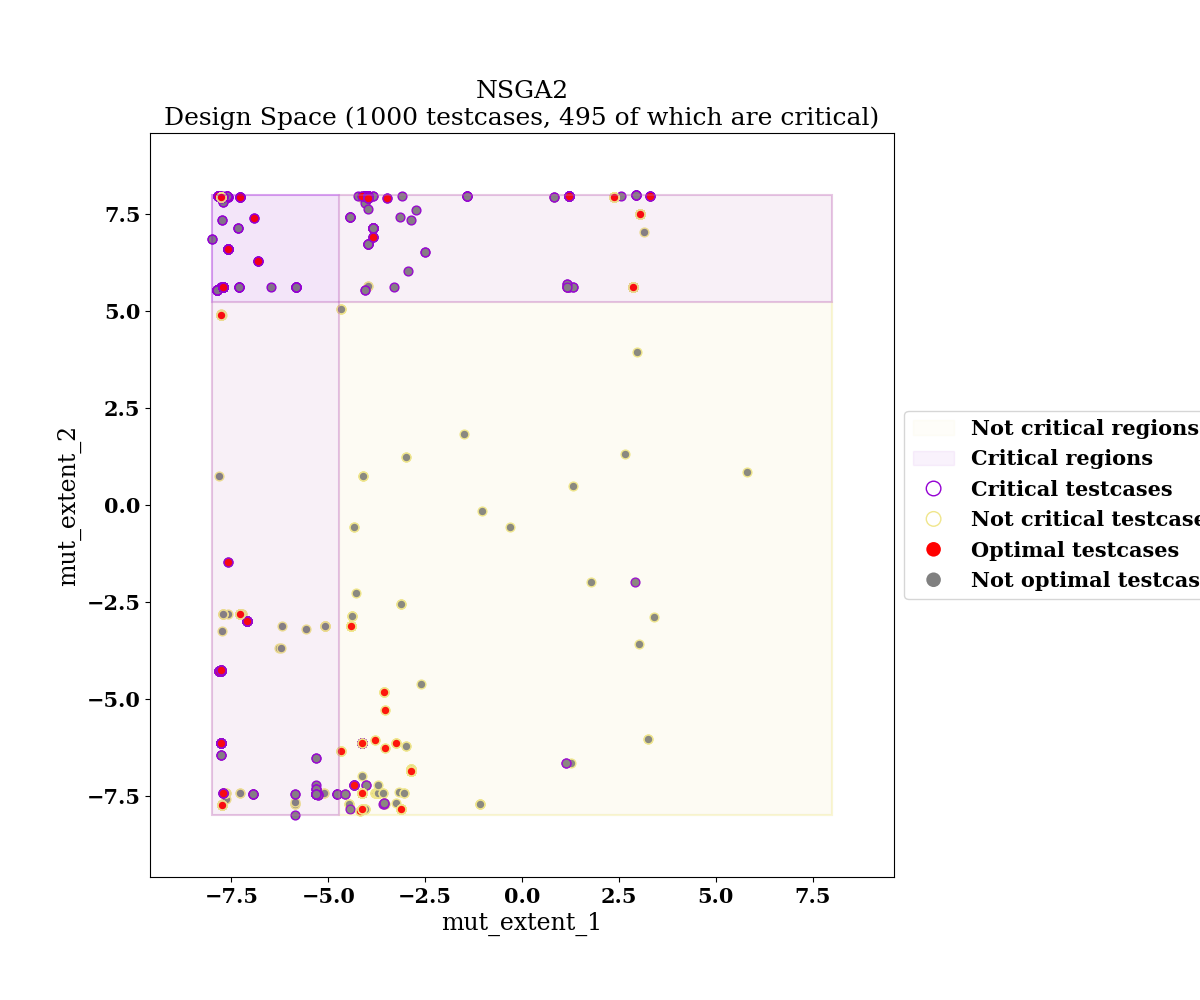 NSGA2
Design Space (1000 testcases, 495 of which are critical)
mut_extent_2
7.5
5.0
2.5
0.0
−2.5
−5.0
−7.5
−7.5 −5.0 −2.5 0.0 2.5 5.0 7.5
mut_extent_1
Not critical regions
Critical regions
Critical testcases
Not critical testcase
Optimal testcases
Not optimal testcas